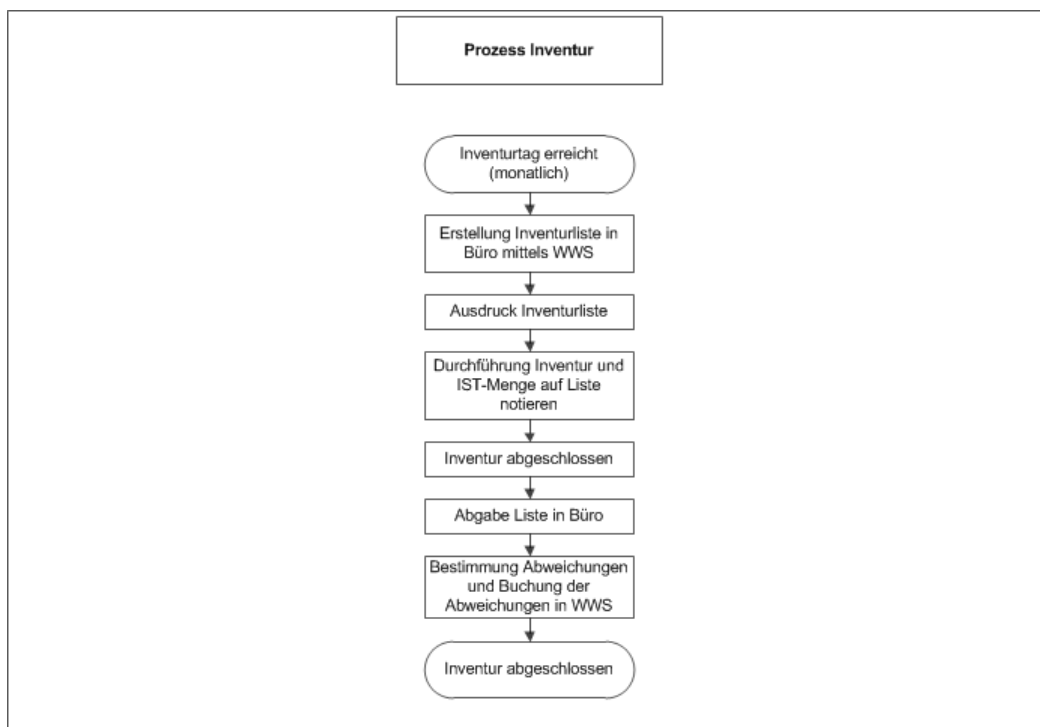 Prozess Inventur
Inventurtag erreicht
(monatlich)
Erstellung Inventurliste in
Büro mittels WWS
Ausdruck Inventurliste
Durchführung Inventur und
IST-Menge auf Liste
notieren
Inventur abgeschlossen
Abgabe Liste in Büro
Bestimmung Abweichungen
und Buchung der
Abweichungen in WWS
Inventur abgeschlossen